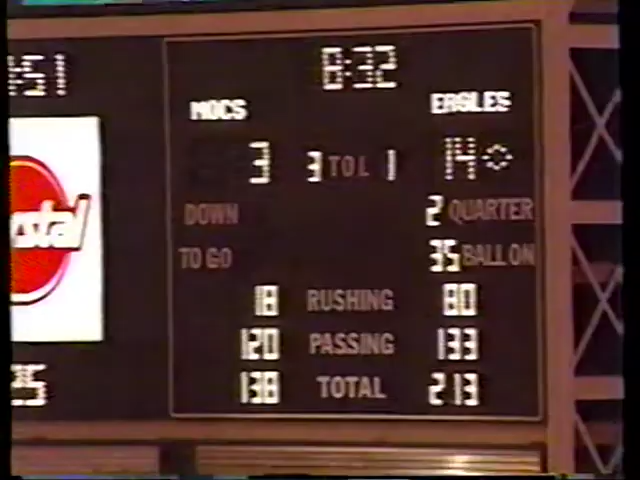 :51
8:32
MOCS EAGLES
3 3 TOL 1 14
DOWN 2 QUARTER
TO GO 35 BALL ON
18 RUSHING 80
120 PASSING 133
138 TOTAL 213